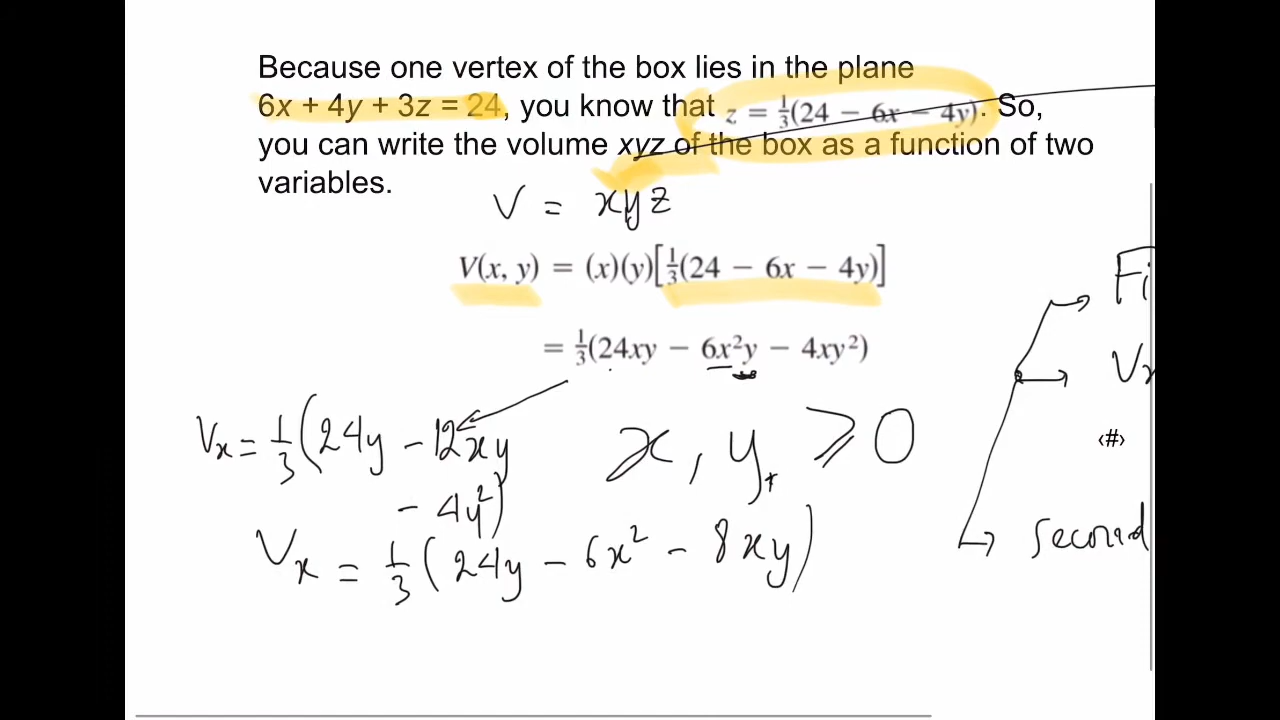 Because one vertex of the box lies in the plane
6x + 4y + 3z = 24, you know that z = ⅓(24 − 6x − 4y). So,
you can write the volume xyz of the box as a function of two
variables.
V = xyz
V(x, y) = (x)(y)[⅓(24 − 6x − 4y)]
= ⅓(24xy − 6x²y − 4xy²)
Vx = 1/3 (24y − 12xy
− 4y²)
x, y, ≥ 0
Vx = 1/3 (24y − 6x² − 8xy)
Fi
Vx
‹#›
second